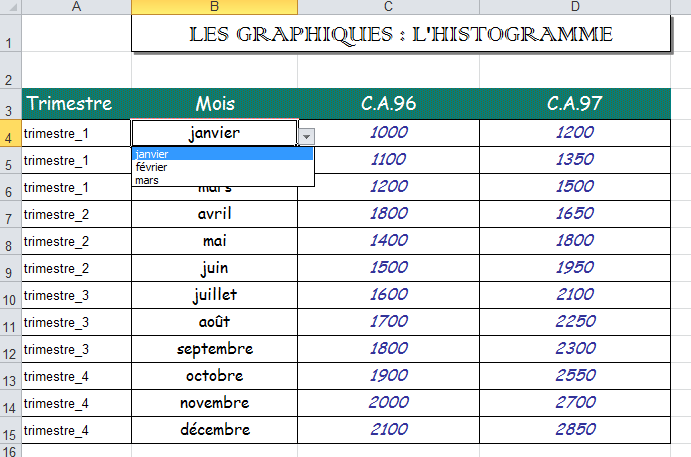 A B C D
1 LES GRAPHIQUES : L'HISTOGRAMME
2
3 Trimestre Mois C.A.96 C.A.97
4 trimestre_1 janvier 1000 1200
janvier
5 trimestre_1 février 1100 1350
mars
6 trimestre_1 mars 1200 1500
7 trimestre_2 avril 1800 1650
8 trimestre_2 mai 1400 1800
9 trimestre_2 juin 1500 1950
10 trimestre_3 juillet 1600 2100
11 trimestre_3 août 1700 2250
12 trimestre_3 septembre 1800 2300
13 trimestre_4 octobre 1900 2550
14 trimestre_4 novembre 2000 2700
15 trimestre_4 décembre 2100 2850
16